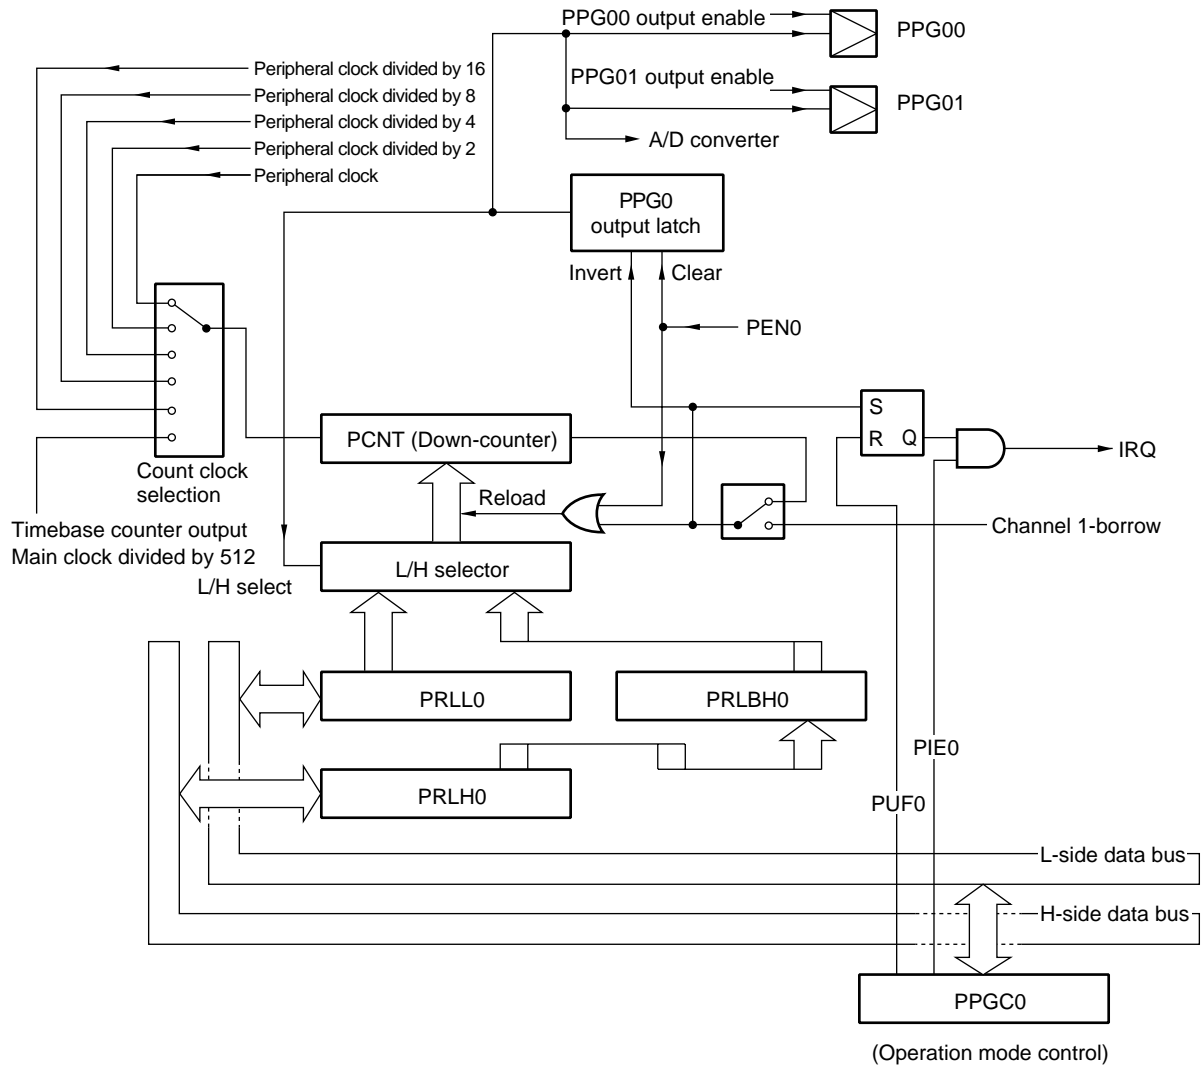 PPG00 output enable
PPG00
Peripheral clock divided by 16
PPG01 output enable
Peripheral clock divided by 8
PPG01
Peripheral clock divided by 4
A/D converter
Peripheral clock divided by 2
Peripheral clock
PPG0
output latch
Invert
Clear
PEN0
S
R
Q
PCNT (Down-counter)
IRQ
Count clock
selection
Reload
Timebase counter output
Main clock divided by 512
Channel 1-borrow
L/H selector
L/H select
PRLL0
PRLBH0
PIE0
PRLH0
PUF0
L-side data bus
H-side data bus
PPGC0
(Operation mode control)